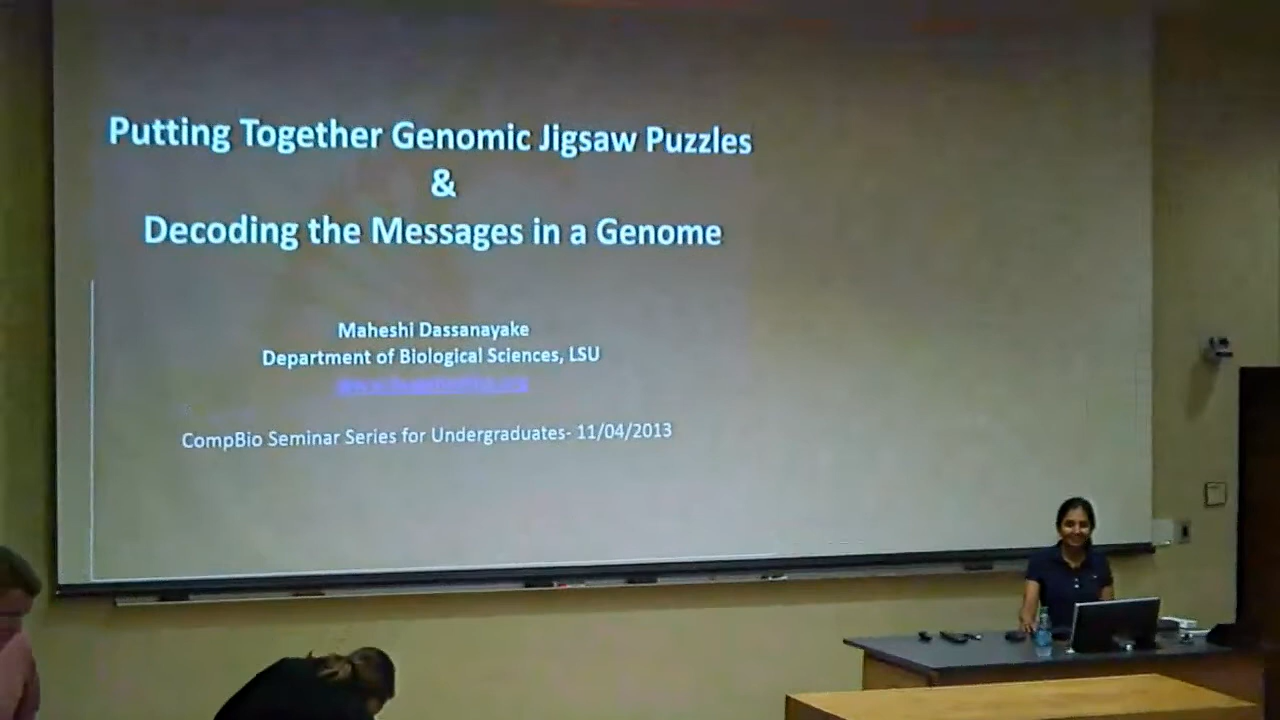 Putting Together Genomic Jigsaw Puzzles
&
Decoding the Messages in a Genome
Maheshi Dassanayake
Department of Biological Sciences, LSU
CompBio Seminar Series for Undergraduates- 11/04/2013